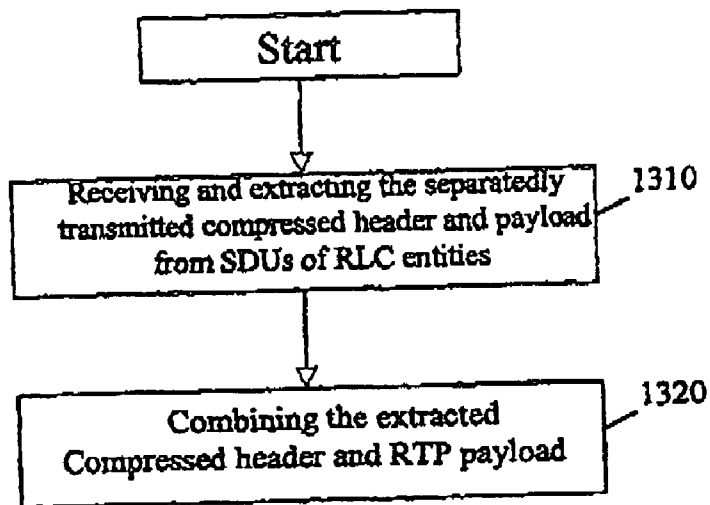 Start
Receiving and extracting the separatedly
1310
transmitted compressed header and payload
from SDUs of RLC entities
Combining the extracted
1320
Compressed header and RTP payload